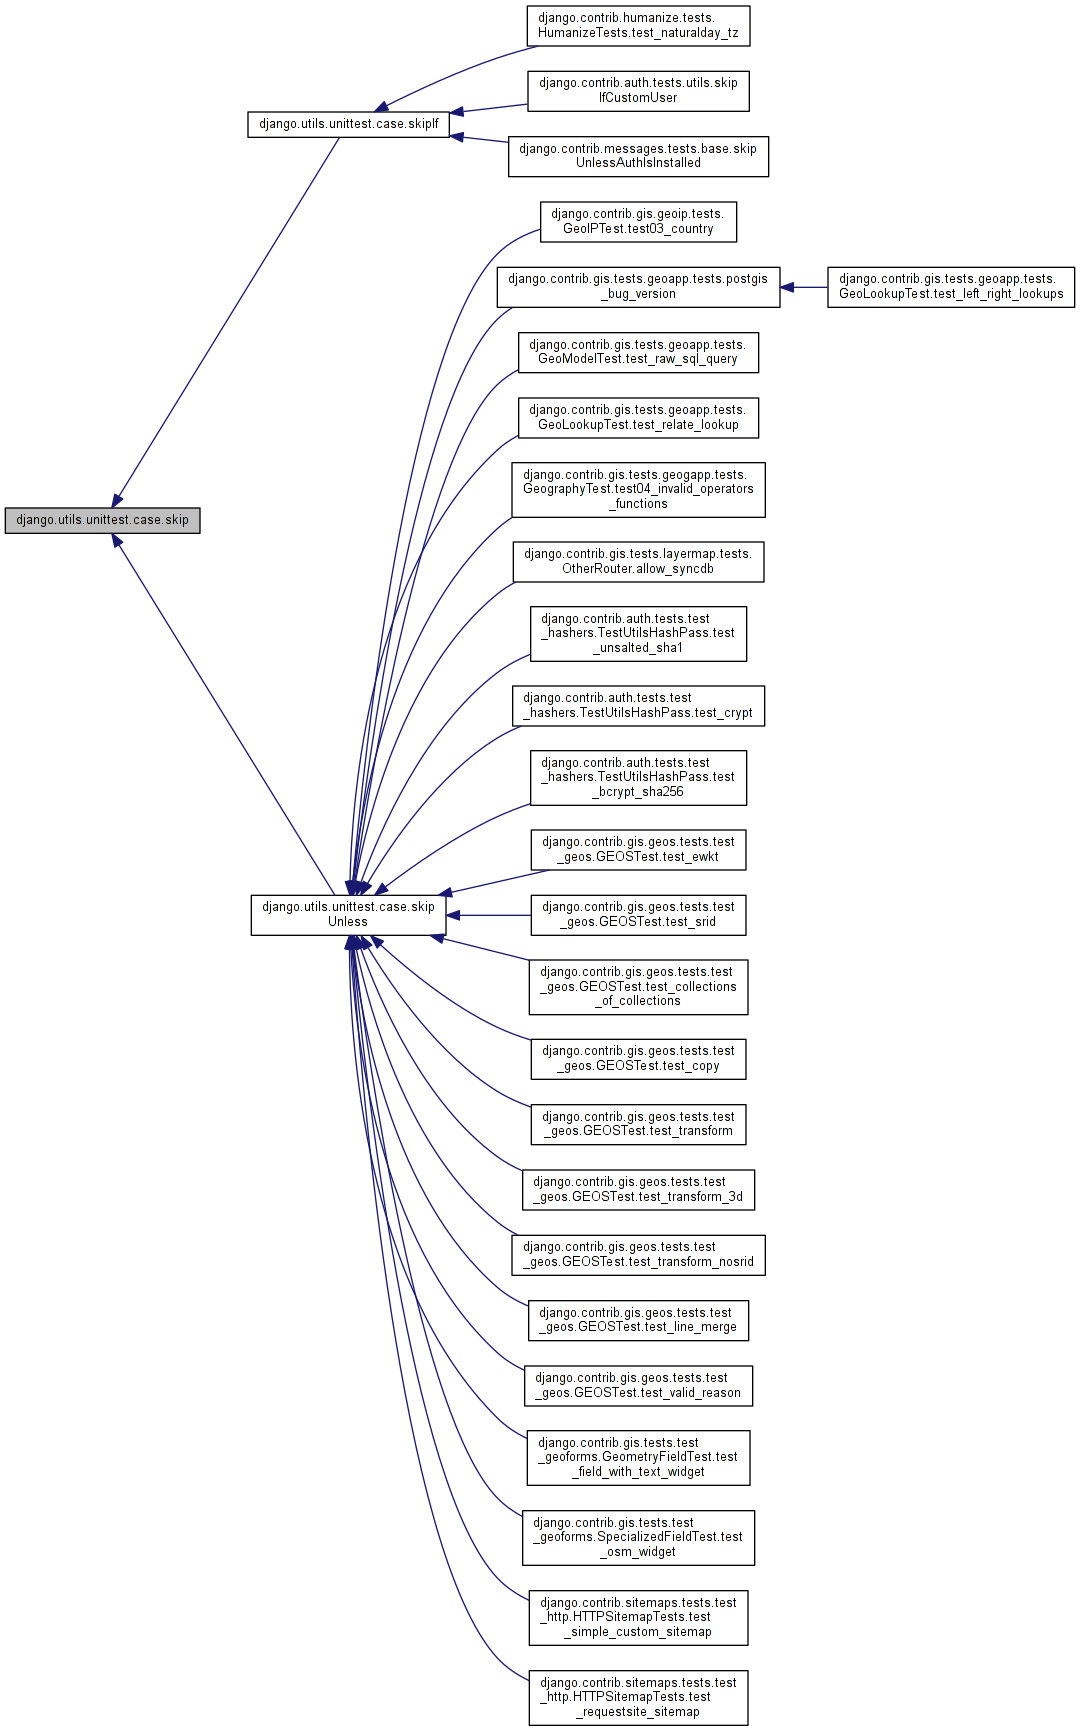 django.contrib.humanize.tests.
HumanizeTests.test_naturalday_tz
django.contrib.auth.tests.utils.skip
IfCustomUser
django.utils.unittest.case.skipIf
django.contrib.messages.tests.base.skip
UnlessAuthIsInstalled
django.contrib.gis.geoip.tests.
GeoIPTest.test03_country
django.contrib.gis.tests.geoapp.tests.postgis
_bug_version
django.contrib.gis.tests.geoapp.tests.
GeoLookupTest.test_left_right_lookups
django.contrib.gis.tests.geoapp.tests.
GeoModelTest.test_raw_sql_query
django.contrib.gis.tests.geoapp.tests.
GeoLookupTest.test_relate_lookup
django.contrib.gis.tests.geogapp.tests.
GeographyTest.test04_invalid_operators
_functions
django.utils.unittest.case.skip
django.contrib.gis.tests.layermap.tests.
OtherRouter.allow_syncdb
django.contrib.auth.tests.test
_hashers.TestUtilsHashPass.test
_unsalted_sha1
django.contrib.auth.tests.test
_hashers.TestUtilsHashPass.test_crypt
django.contrib.auth.tests.test
_hashers.TestUtilsHashPass.test
_bcrypt_sha256
django.contrib.gis.geos.tests.test
_geos.GEOSTest.test_ewkt
django.utils.unittest.case.skip
Unless
django.contrib.gis.geos.tests.test
_geos.GEOSTest.test_srid
django.contrib.gis.geos.tests.test
_geos.GEOSTest.test_collections
_of_collections
django.contrib.gis.geos.tests.test
_geos.GEOSTest.test_copy
django.contrib.gis.geos.tests.test
_geos.GEOSTest.test_transform
django.contrib.gis.geos.tests.test
_geos.GEOSTest.test_transform_3d
django.contrib.gis.geos.tests.test
_geos.GEOSTest.test_transform_nosrid
django.contrib.gis.geos.tests.test
_geos.GEOSTest.test_line_merge
django.contrib.gis.geos.tests.test
_geos.GEOSTest.test_valid_reason
django.contrib.gis.tests.test
_geoforms.GeometryFieldTest.test
_field_with_text_widget
django.contrib.gis.tests.test
_geoforms.SpecializedFieldTest.test
_osm_widget
django.contrib.sitemaps.tests.test
_http.HTTPSitemapTests.test
_simple_custom_sitemap
django.contrib.sitemaps.tests.test
_http.HTTPSitemapTests.test
_requestsite_sitemap